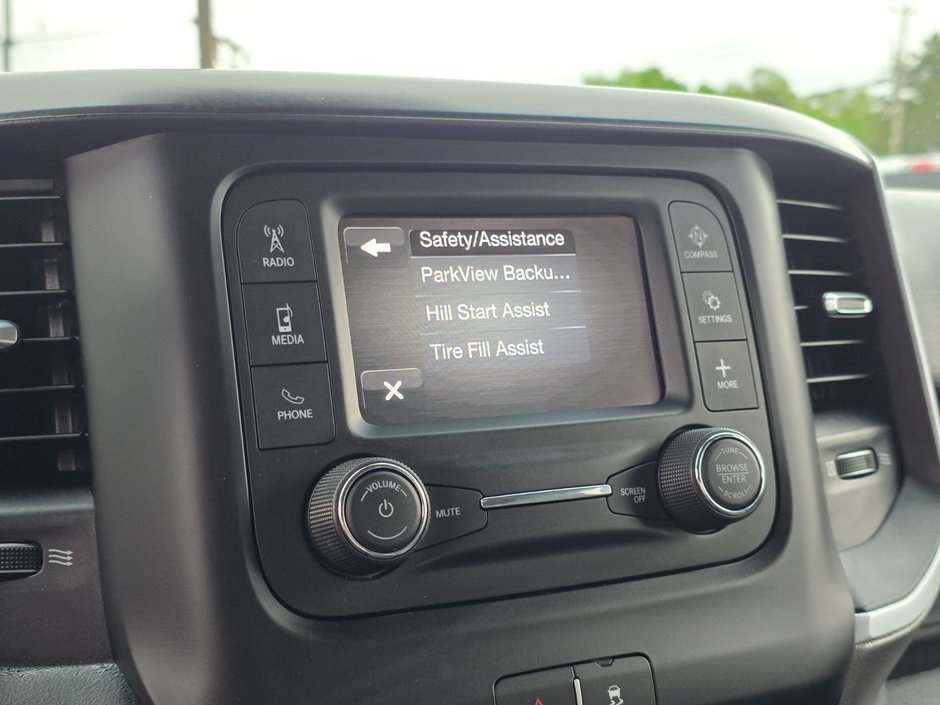 RADIO
MEDIA
PHONE
Safety/Assistance
ParkView Backu...
Hill Start Assist
Tire Fill Assist
N
COMPASS
SETTINGS
MORE
VOLUME
MUTE
SCREEN
OFF
TUNE
BROWSE
ENTER
SCROLL